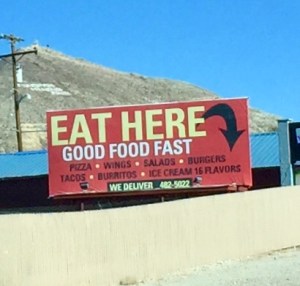 EAT HERE
GOOD FOOD FAST
PIZZA • WINGS • SALADS • BURGERS
TACOS • BURRITOS • ICE CREAM 16 FLAVORS
WE DELIVER 482-5022